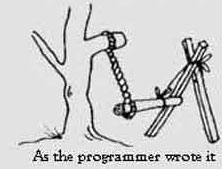 As the programmer wrote it